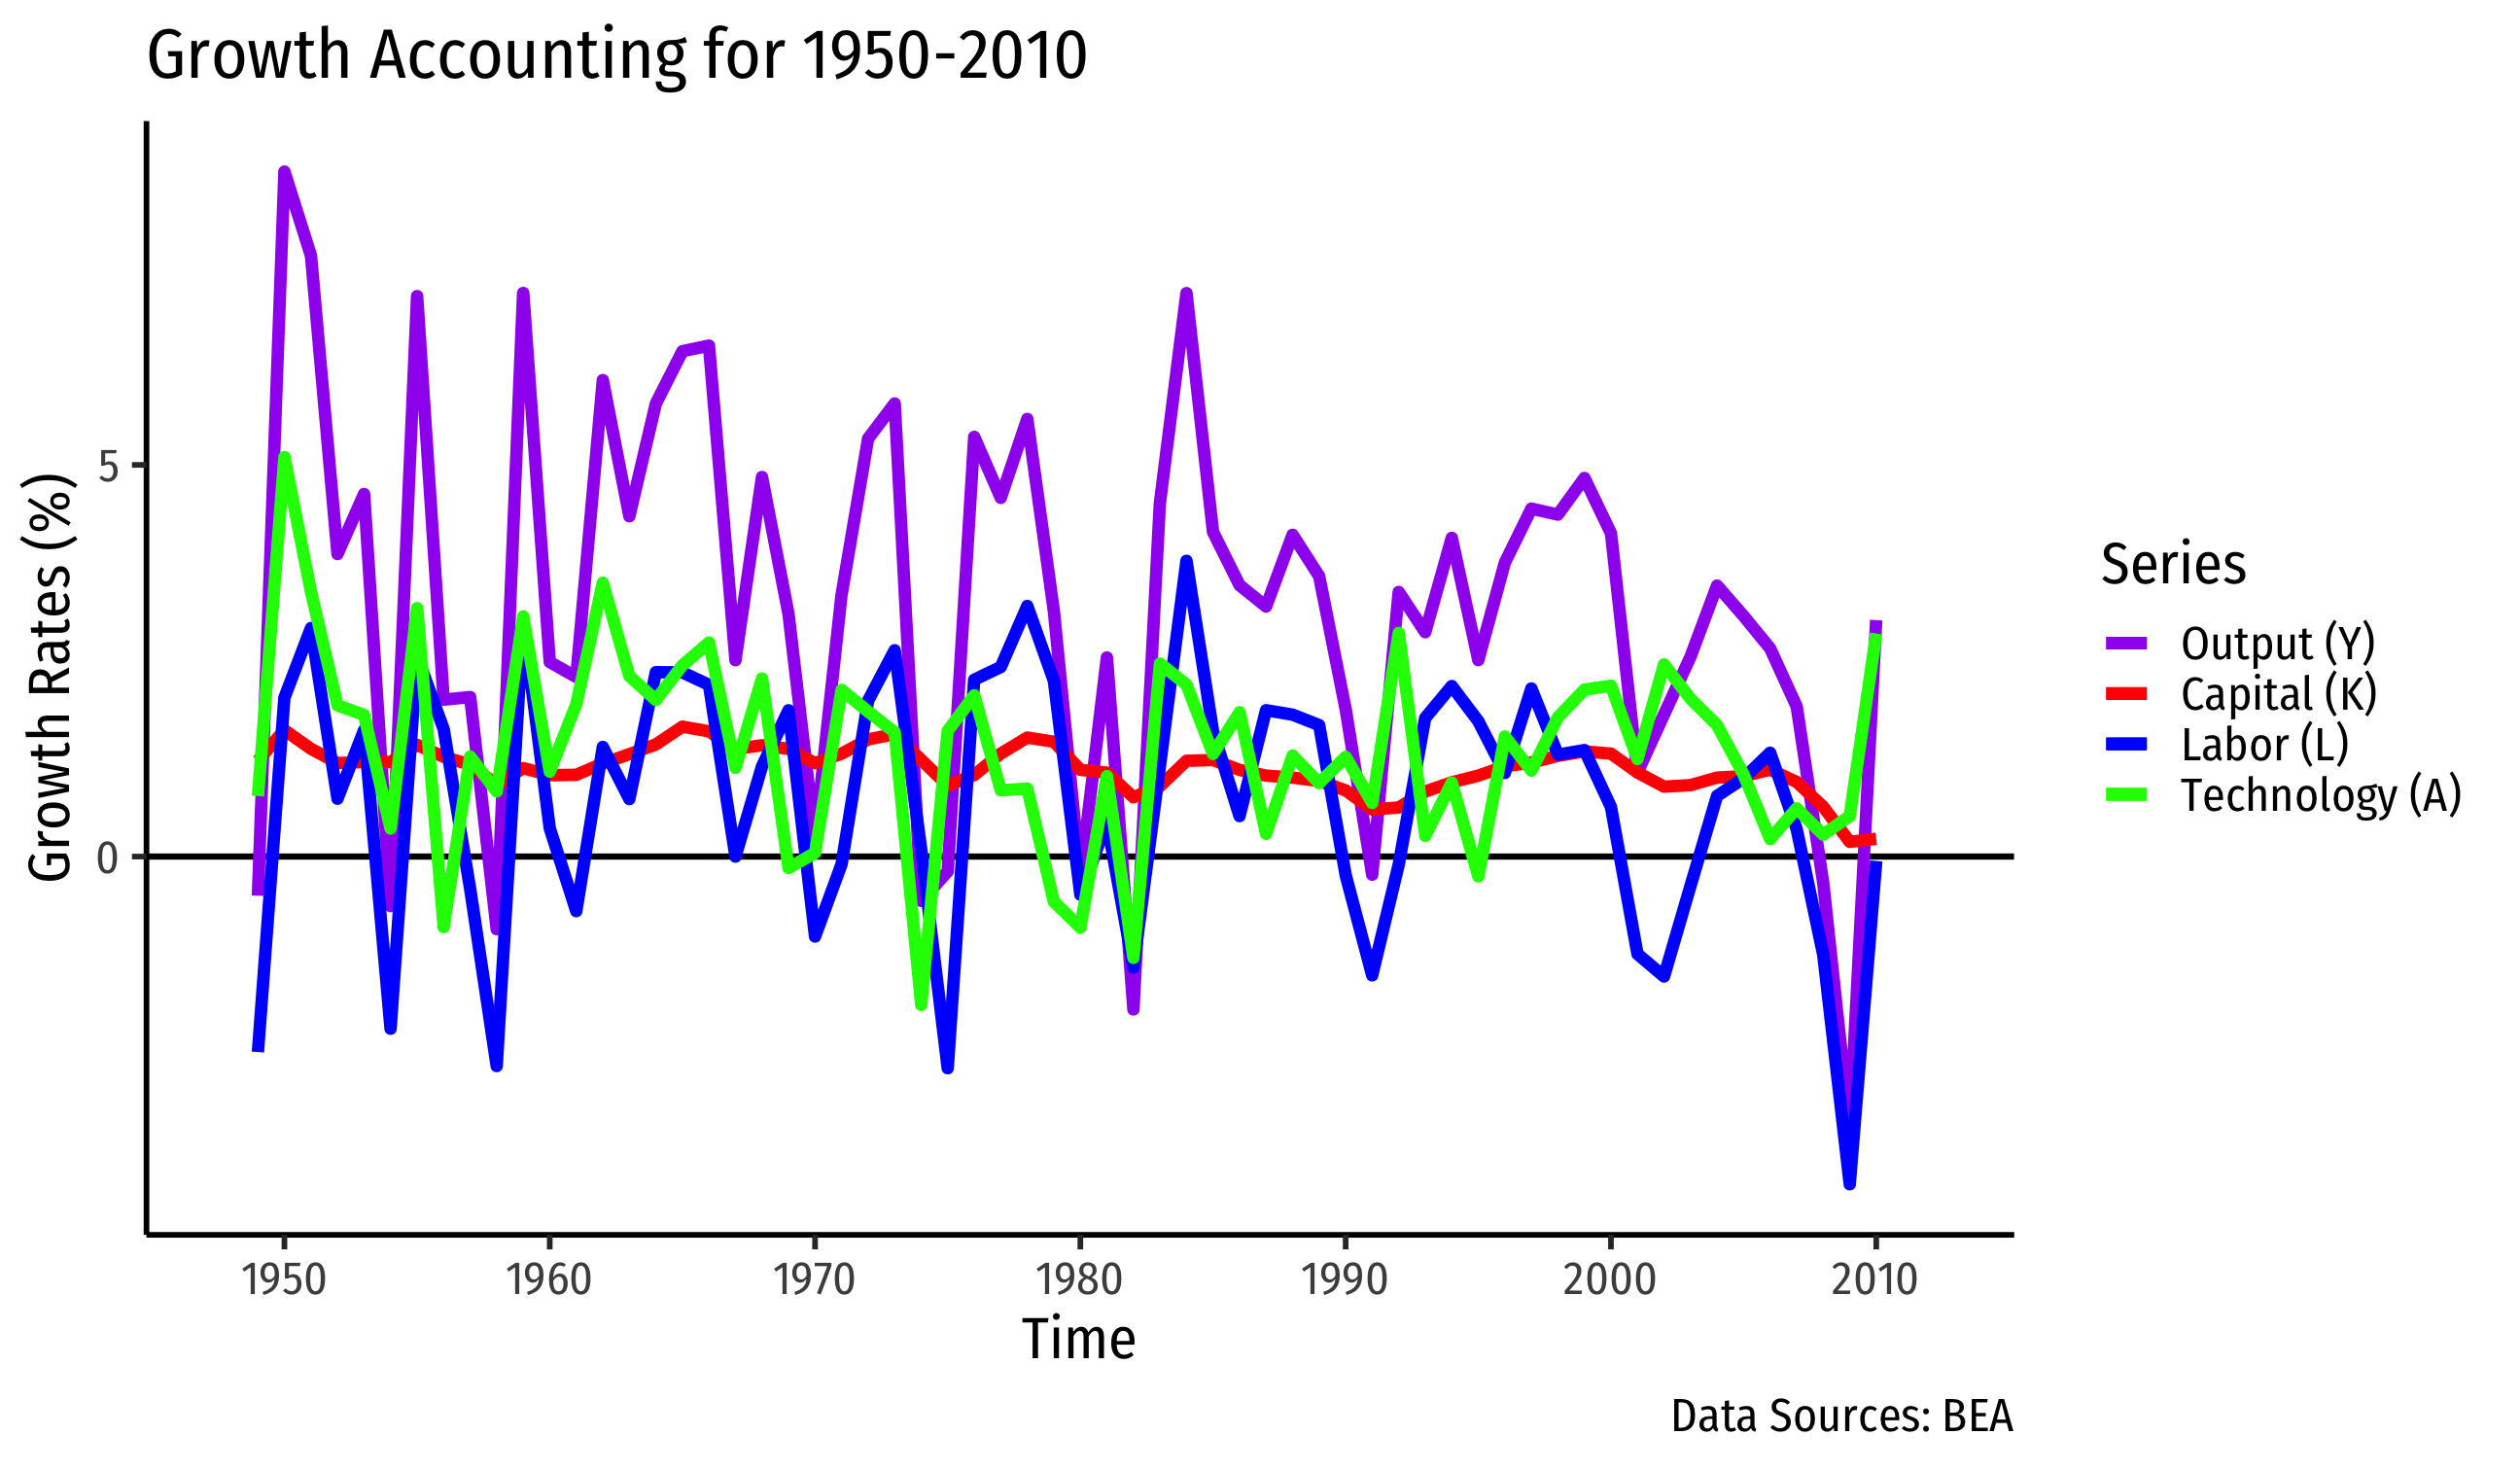 Growth Accounting for 1950-2010
Growth Rates (%)
5
0
1950 1960 1970 1980 1990 2000 2010
Time
Series
Output (Y)
Capital (K)
Labor (L)
Technology (A)
Data Sources: BEA